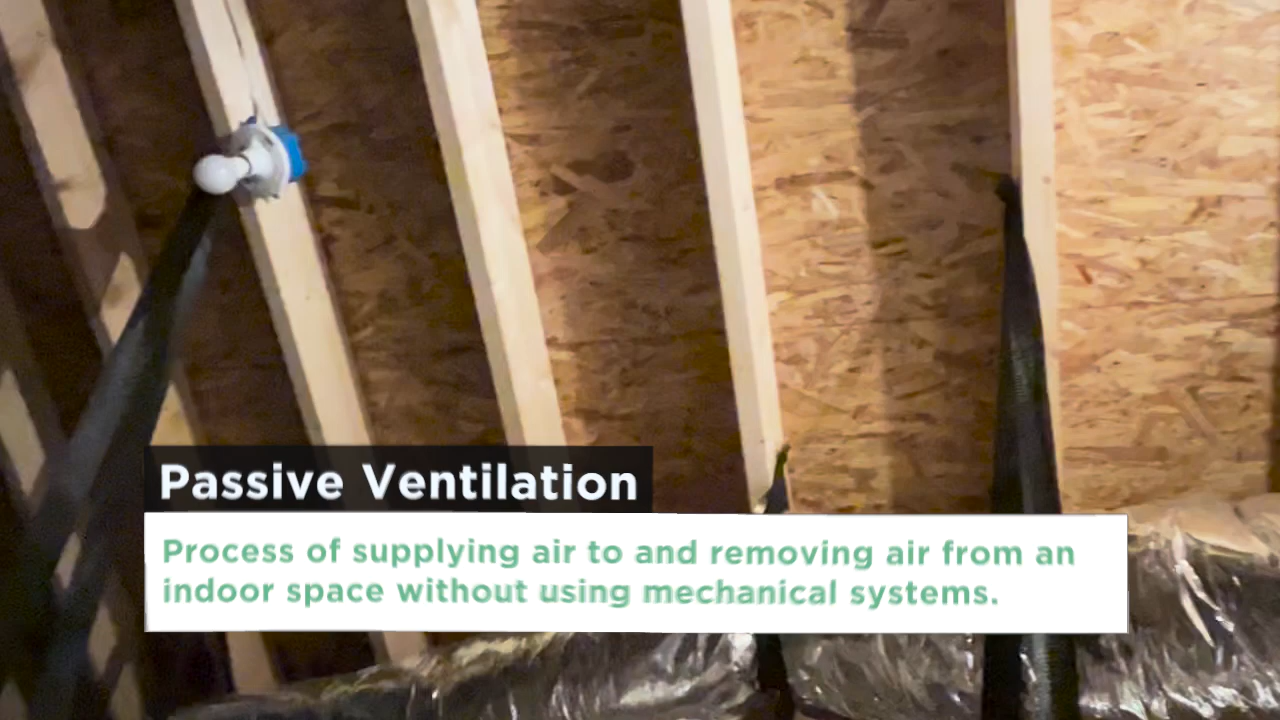 Passive Ventilation
Process of supplying air to and removing air from an
indoor space without using mechanical systems.